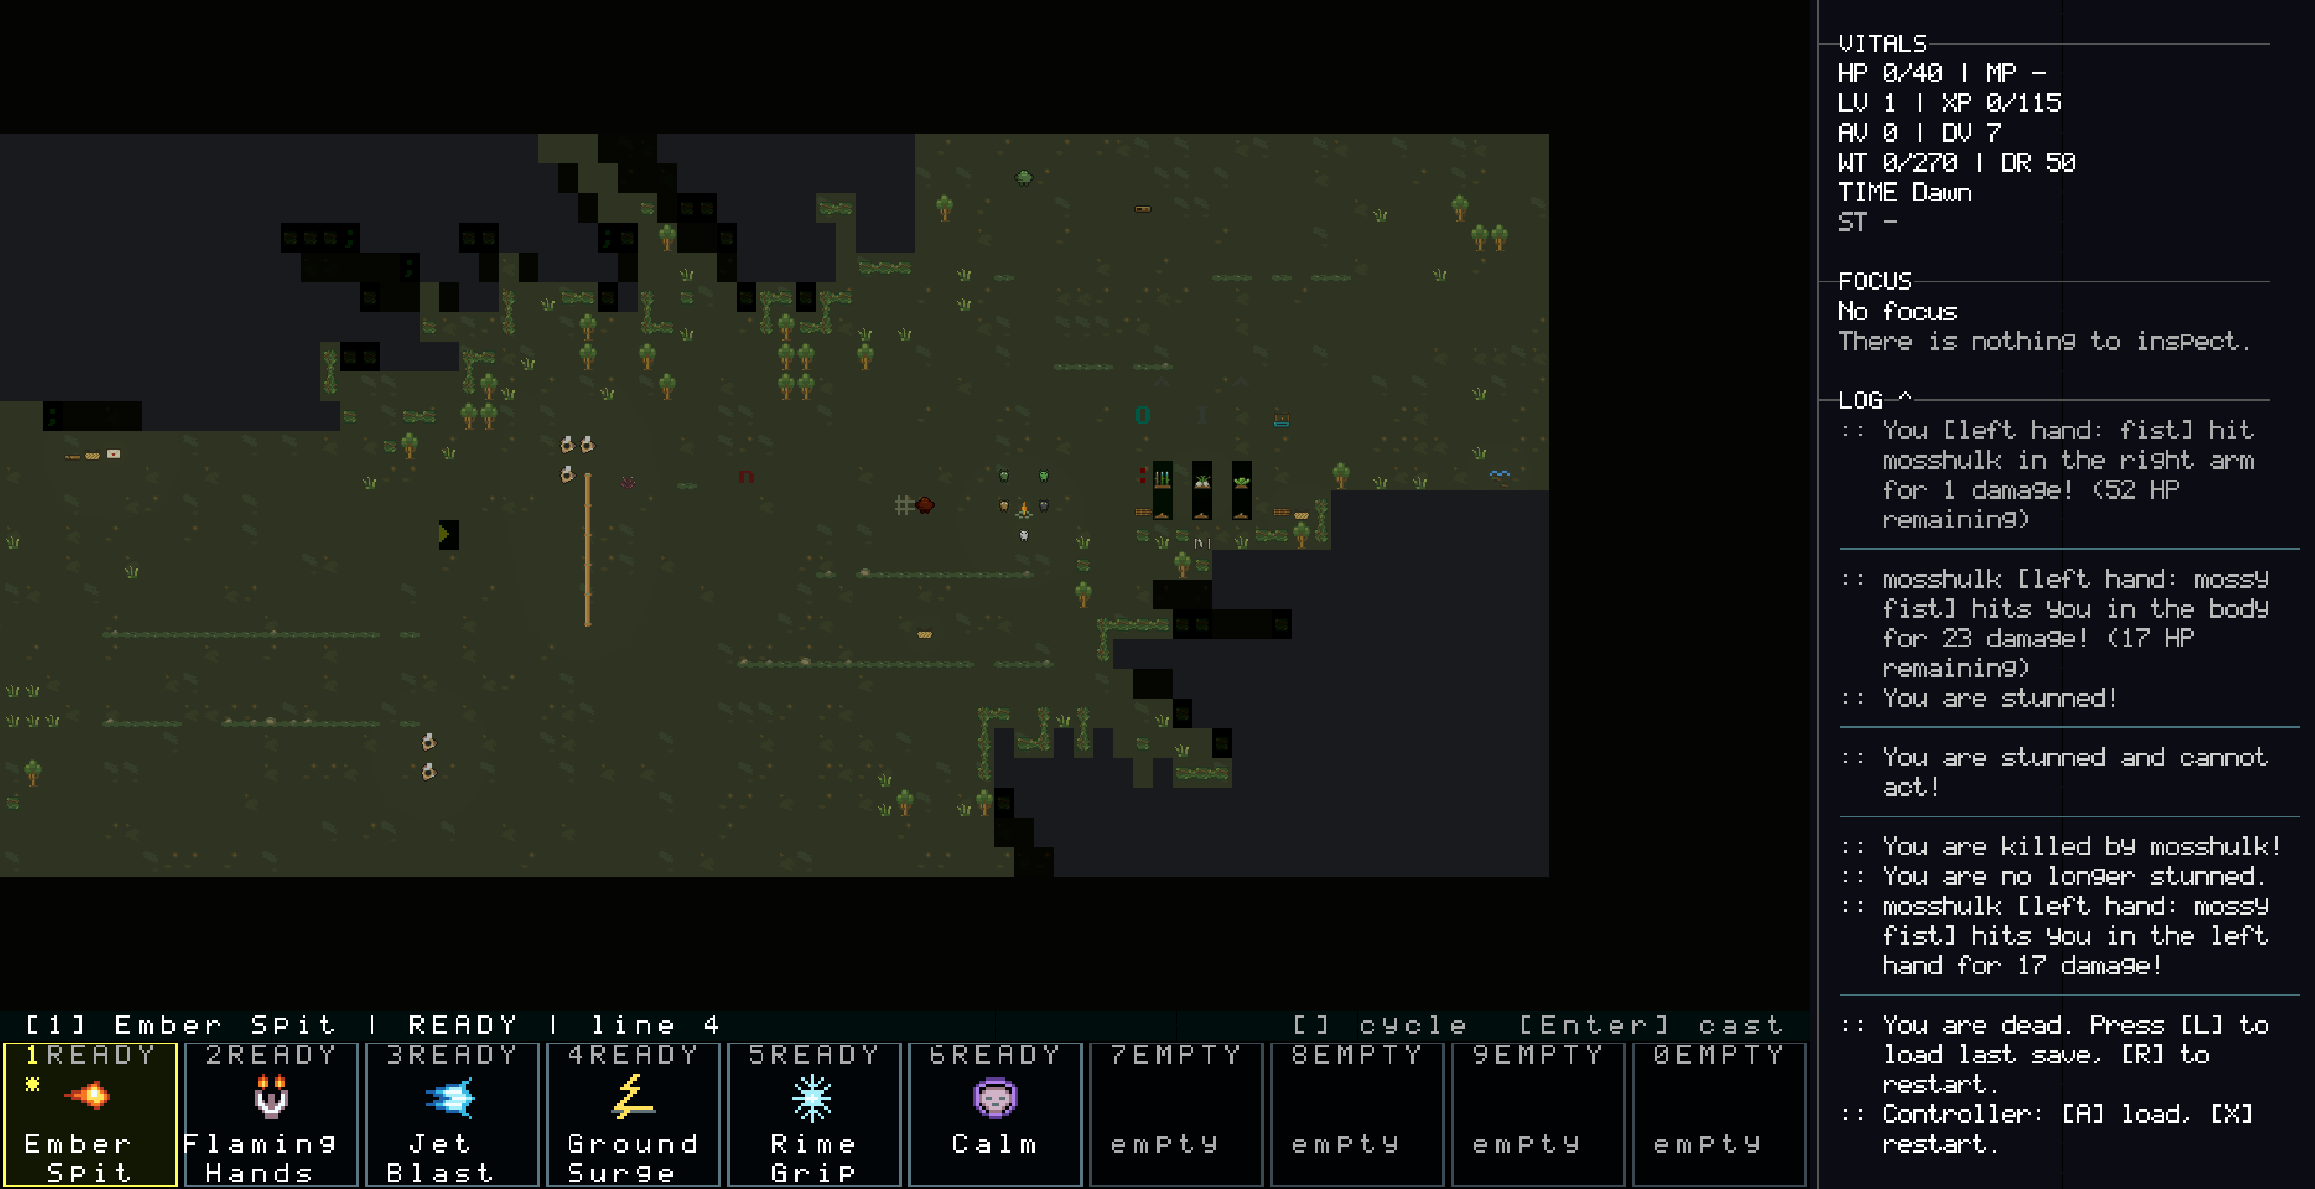 VITALS
HP 0/40 | MP -
LV 1 | XP 0/115
AV 0 | DV 7
WT 0/270 | DR 50
TIME Dawn
ST -
FOCUS
No focus
There is nothing to inspect.
LOG ^
:: You [left hand: fist] hit
mosshulk in the right arm
for 1 damage! (52 HP
remaining)
:: mosshulk [left hand: mossy
fist] hits you in the body
for 23 damage! (17 HP
remaining)
:: You are stunned!
:: You are stunned and cannot
act!
:: You are killed by mosshulk!
:: You are no longer stunned.
:: mosshulk [left hand: mossy
fist] hits you in the left
hand for 17 damage!
:: You are dead. Press [L] to
load last save, [R] to
restart.
:: Controller: [A] load, [X]
restart.
[1] Ember Spit | READY | line 4
[] cycle [Enter] cast
1READY
Ember
Spit
2READY
Flaming
Hands
3READY
Jet
Blast
4READY
Ground
Surge
5READY
Rime
Grip
6READY
Calm
7EMPTY
empty
8EMPTY
empty
9EMPTY
empty
0EMPTY
empty